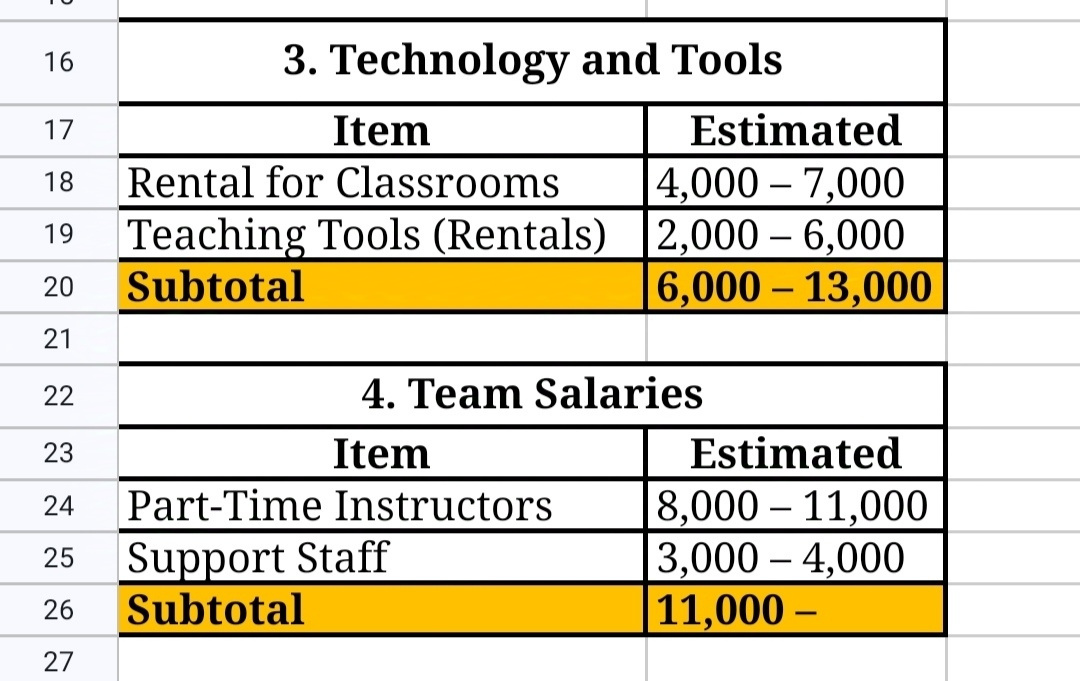 16 3. Technology and Tools
17 Item Estimated
18 Rental for Classrooms 4,000 – 7,000
19 Teaching Tools (Rentals) 2,000 – 6,000
20 Subtotal 6,000 – 13,000
21
22 4. Team Salaries
23 Item Estimated
24 Part-Time Instructors 8,000 – 11,000
25 Support Staff 3,000 – 4,000
26 Subtotal 11,000 –
27